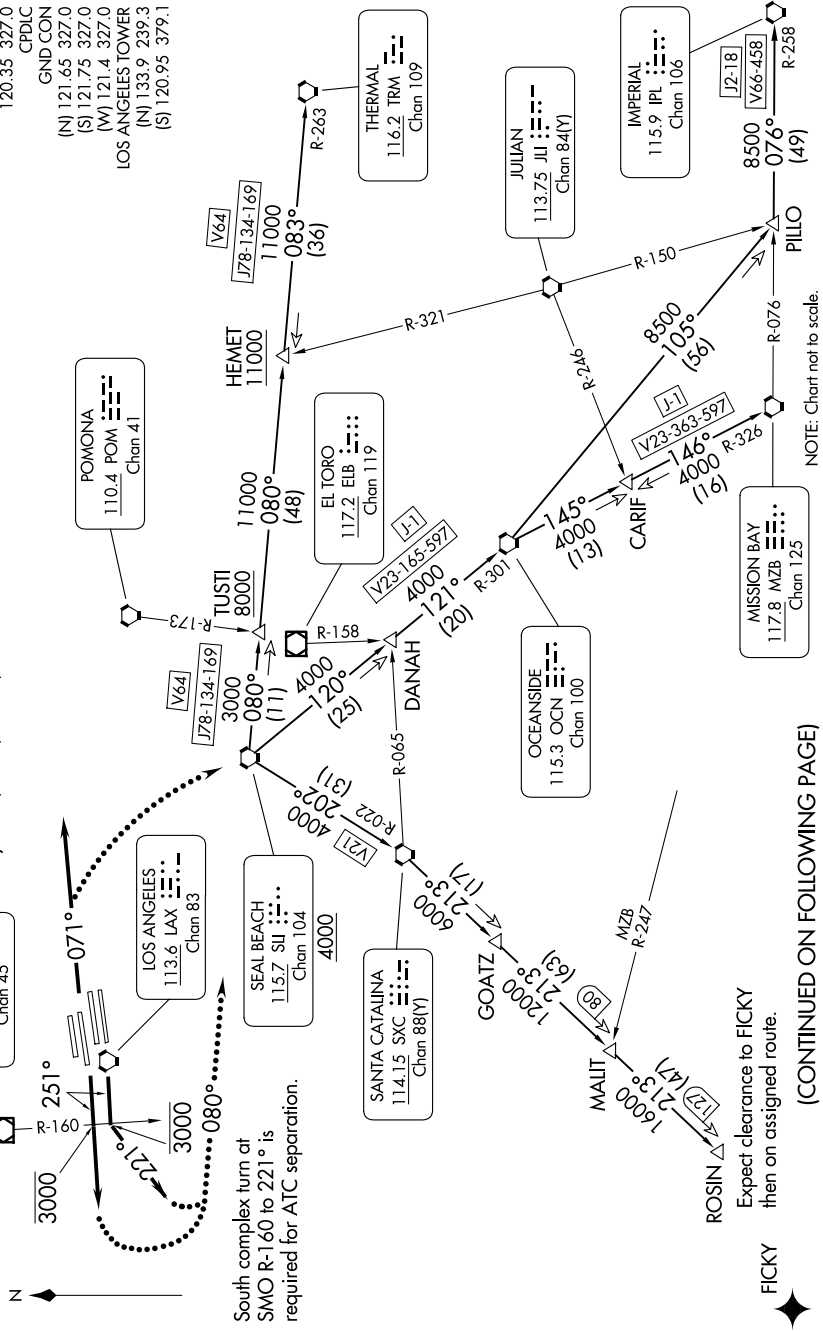 120.35 327.0
CPDLC
GND CON
(N) 121.65 327.0
(S) 121.75 327.0
(W) 121.4 327.0
LOS ANGELES TOWER
(N) 133.9 239.3
(S) 120.95 379.1
Chan 45
N
3000
R-160
3000
251°
221°
080°
071°
LOS ANGELES
113.6 LAX
Chan 83
South complex turn at
SMO R-160 to 221° is
required for ATC separation.
POMONA
110.4 POM
Chan 41
R-173
SEAL BEACH
115.7 SLI
Chan 104
4000
V64
J78-134-169
3000
080°
(11)
TUSTI
8000
11000
080°
(48)
HEMET
11000
V64
J78-134-169
11000
083°
(36)
R-263
THERMAL
116.2 TRM
Chan 109
EL TORO
117.2 ELB
Chan 119
R-158
4000
120°
(25)
DANAH
R-065
J-1
V23-165-597
4000
121°
(20)
R-301
OCEANSIDE
115.3 OCN
Chan 100
145°
4000
(13)
CARIF
J-1
V23-363-597
146°
4000
(16)
R-326
MISSION BAY
117.8 MZB
Chan 125
JULIAN
113.75 JLI
Chan 84(Y)
R-321
R-246
R-150
8500
105°
(56)
R-076
PILLO
8500
076°
(49)
J2-18
V66-458
R-258
IMPERIAL
115.9 IPL
Chan 106
4000
202°
(31)
R-022
V21
SANTA CATALINA
114.15 SXC
Chan 88(Y)
6000
213°
(17)
GOATZ
12000
213°
(63)
80
MALIT
MZB
R-247
16000
213°
(47)
127
ROSIN
FICKY
Expect clearance to FICKY
then on assigned route.
NOTE: Chart not to scale.
(CONTINUED ON FOLLOWING PAGE)